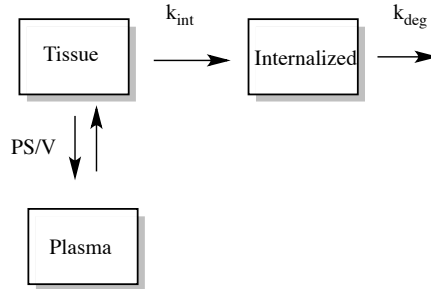 k_int
k_deg
Tissue
Internalized
PS/V
Plasma